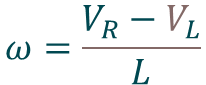 ω = (V_R − V_L) / L